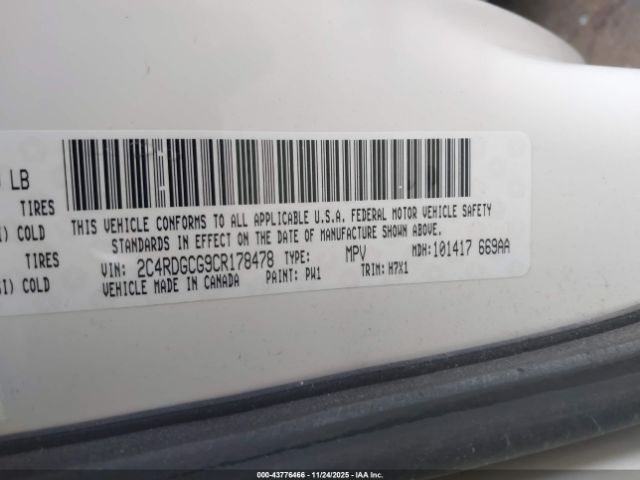 LB
TIRES
COLD
TIRES
COLD
THIS VEHICLE CONFORMS TO ALL APPLICABLE U.S.A. FEDERAL MOTOR VEHICLE SAFETY
STANDARDS IN EFFECT ON THE DATE OF MANUFACTURE SHOWN ABOVE.
VIN: 2C4RDGCG9CR178478 TYPE: MPV MDH:101417 669AA
VEHICLE MADE IN CANADA PAINT: PW1 TRIM: H7X1
000-43776466 - 11/24/2025 - IAAI.com